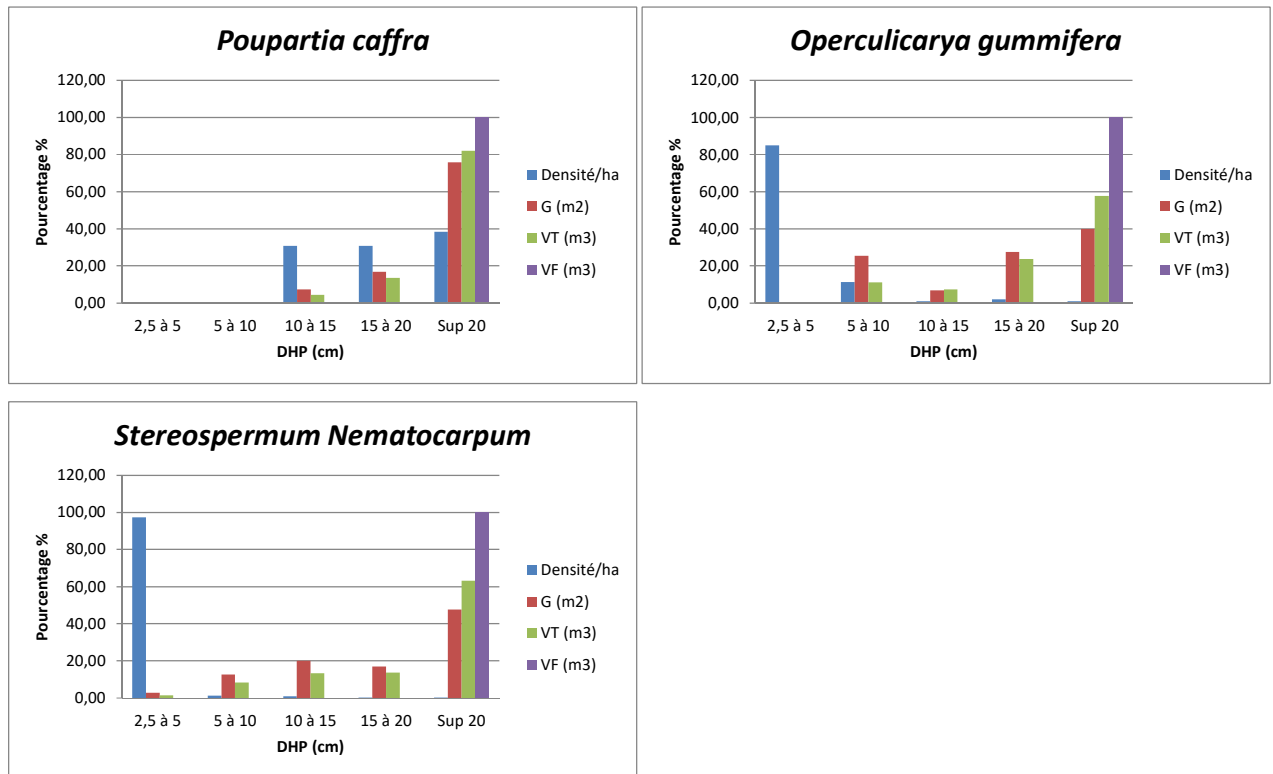 Poupartia caffra
120,00
100,00
80,00
60,00
40,00
20,00
0,00
Pourcentage %
2,5 à 5 5 à 10 10 à 15 15 à 20 Sup 20
DHP (cm)
Densité/ha
G (m2)
VT (m3)
VF (m3)
Operculicarya gummifera
120,00
100,00
80,00
60,00
40,00
20,00
0,00
Pourcentage %
2,5 à 5 5 à 10 10 à 15 15 à 20 Sup 20
DHP (cm)
Densité/ha
G (m2)
VT (m3)
VF (m3)
Stereospermum Nematocarpum
120,00
100,00
80,00
60,00
40,00
20,00
0,00
Pourcentage %
2,5 à 5 5 à 10 10 à 15 15 à 20 Sup 20
DHP (cm)
Densité/ha
G (m2)
VT (m3)
VF (m3)